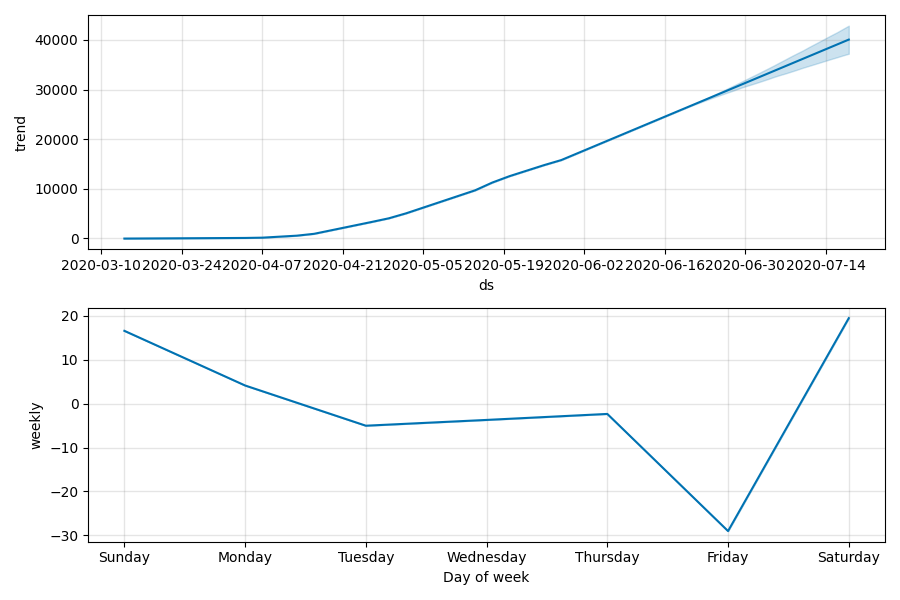 40000
30000
20000
10000
0
trend
2020-03-10 2020-03-24 2020-04-07 2020-04-21 2020-05-05 2020-05-19 2020-06-02 2020-06-16 2020-06-30 2020-07-14
ds
20
10
0
−10
−20
−30
weekly
Sunday Monday Tuesday Wednesday Thursday Friday Saturday
Day of week